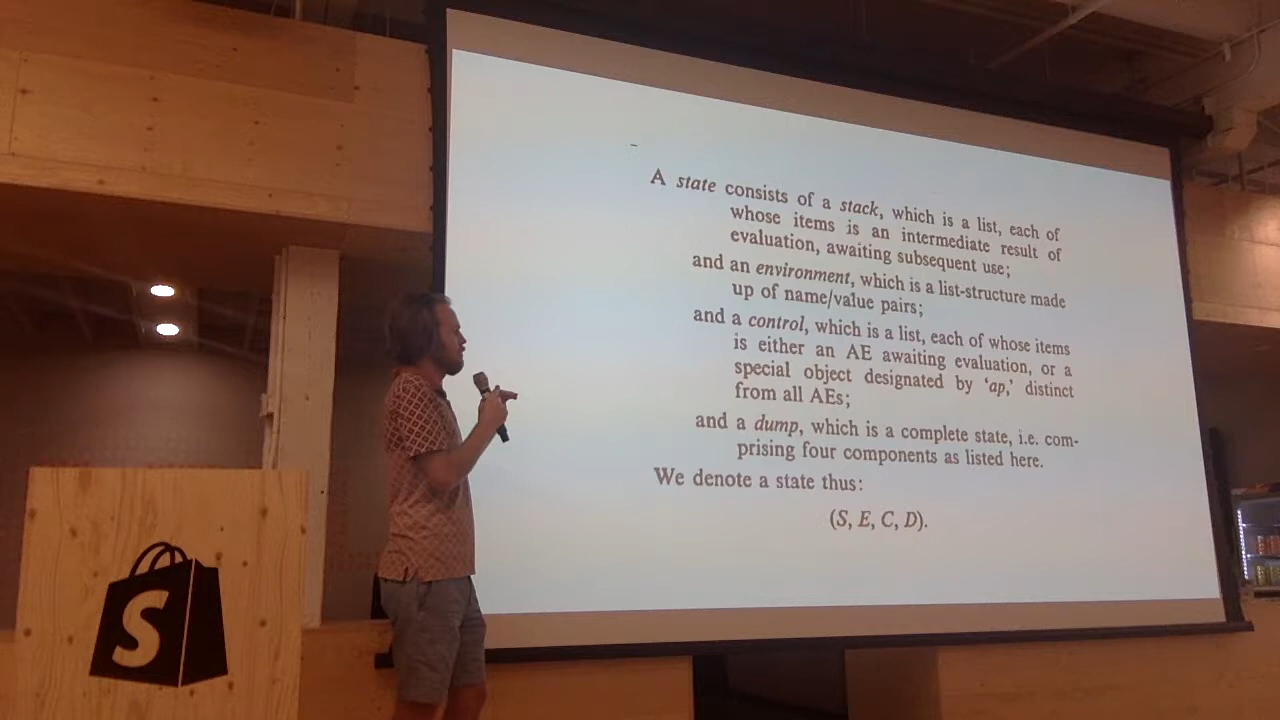 A state consists of a stack, which is a list, each of
whose items is an intermediate result of
evaluation, awaiting subsequent use;
and an environment, which is a list-structure made
up of name/value pairs;
and a control, which is a list, each of whose items
is either an AE awaiting evaluation, or a
special object designated by ‘ap,’ distinct
from all AEs;
and a dump, which is a complete state, i.e. com-
prising four components as listed here.
We denote a state thus:
(S, E, C, D).
S